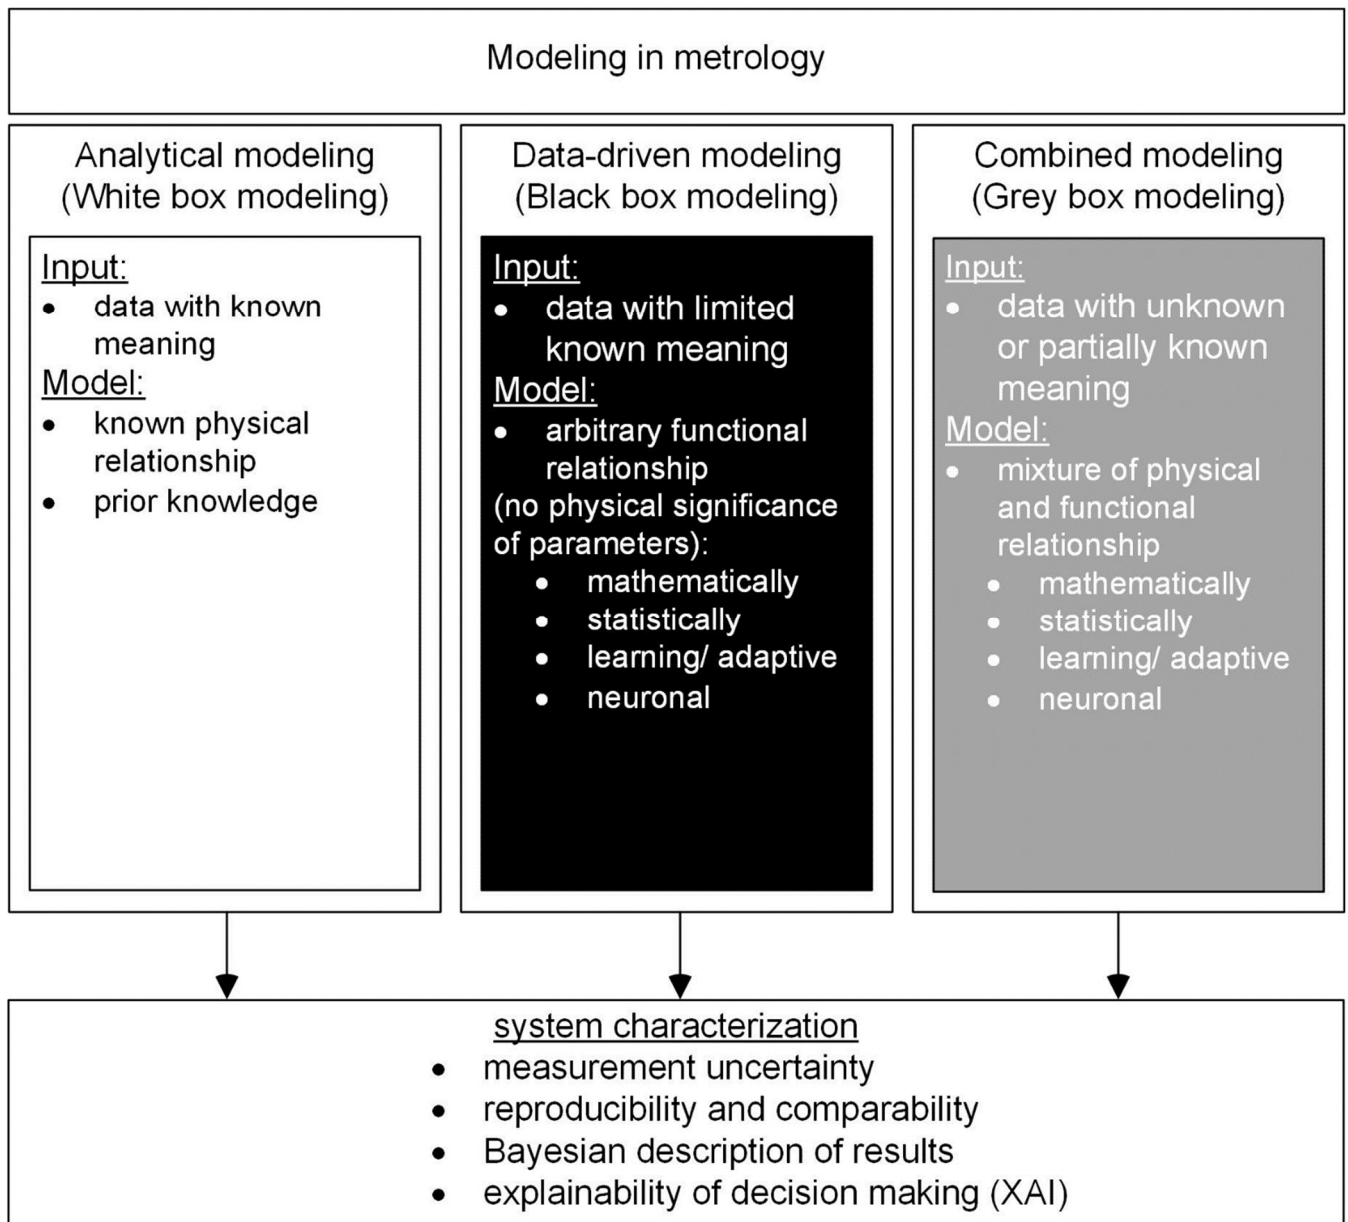 Modeling in metrology
Analytical modeling
(White box modeling)
Input:
• data with known
meaning
Model:
• known physical
relationship
• prior knowledge
Data-driven modeling
(Black box modeling)
Input:
• data with limited
known meaning
Model:
• arbitrary functional
relationship
(no physical significance
of parameters):
• mathematically
• statistically
• learning/ adaptive
• neuronal
Combined modeling
(Grey box modeling)
Input:
• data with unknown
or partially known
meaning
Model:
• mixture of physical
and functional
relationship
• mathematically
• statistically
• learning/ adaptive
• neuronal
system characterization
• measurement uncertainty
• reproducibility and comparability
• Bayesian description of results
• explainability of decision making (XAI)